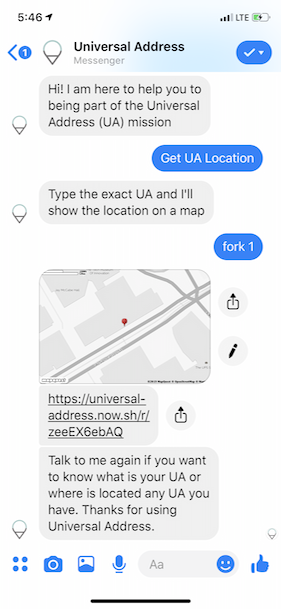 5:46
LTE
1
Universal Address
Messenger
Hi! I am here to help you to
being part of the Universal
Address (UA) mission
Get UA Location
Type the exact UA and I'll
show the location on a map
fork 1
https://universal-
address.now.sh/r/
zeeEX6ebAQ
Talk to me again if you want
to know what is your UA or
where is located any UA you
have. Thanks for using
Universal Address.
Aa